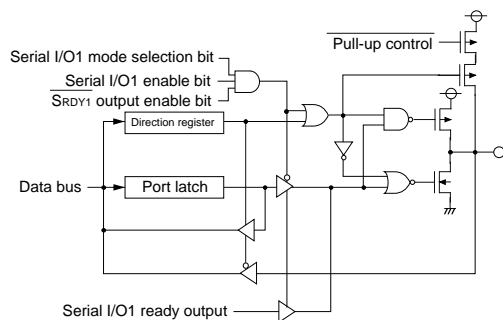 Pull-up control
Serial I/O1 mode selection bit
Serial I/O1 enable bit
SRDY1 output enable bit
Direction register
Data bus
Port latch
Serial I/O1 ready output